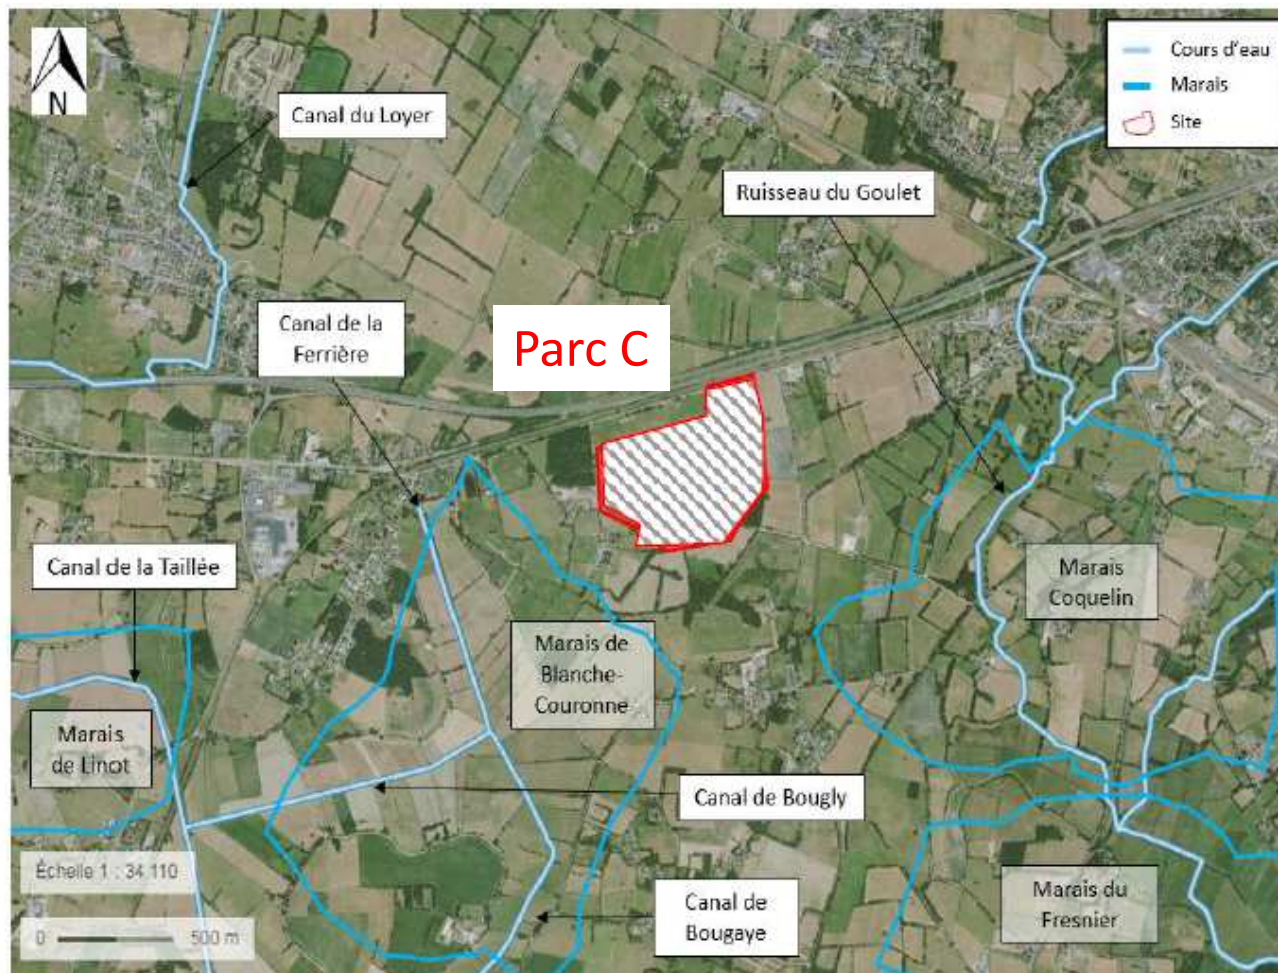 N
Canal du Loyer
Cours d'eau
Marais
Site
Ruisseau du Goulet
Canal de la
Ferrière
Parc C
Canal de la Taillée
Marais
Coquelin
Marais de
Blanche-
Couronne
Marais
de Linot
Canal de Bougly
Échelle 1 : 34 110
0 500 m
Canal de
Bougaye
Marais du
Fresnier